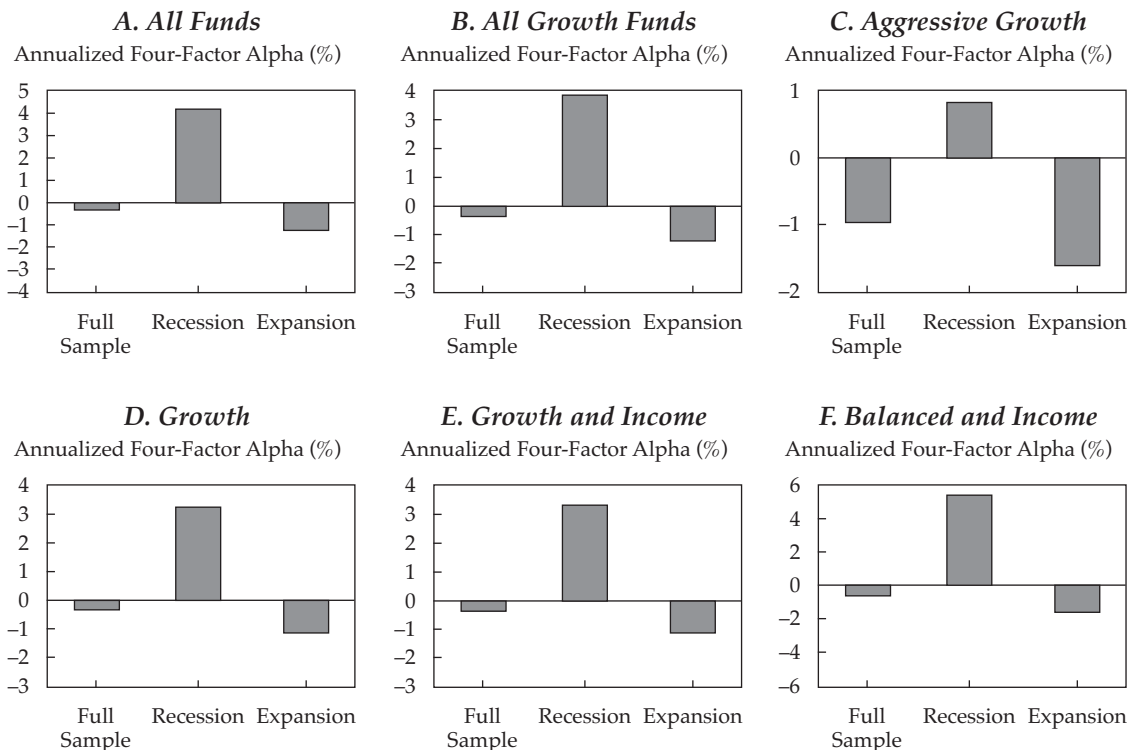 A. All Funds
Annualized Four-Factor Alpha (%)
5
4
3
2
1
0
–1
–2
–3
–4
Full Sample
Recession
Expansion
B. All Growth Funds
Annualized Four-Factor Alpha (%)
4
3
2
1
0
–1
–2
–3
Full Sample
Recession
Expansion
C. Aggressive Growth
Annualized Four-Factor Alpha (%)
1
0
–1
–2
Full Sample
Recession
Expansion
D. Growth
Annualized Four-Factor Alpha (%)
4
3
2
1
0
–1
–2
–3
Full Sample
Recession
Expansion
E. Growth and Income
Annualized Four-Factor Alpha (%)
4
3
2
1
0
–1
–2
–3
Full Sample
Recession
Expansion
F. Balanced and Income
Annualized Four-Factor Alpha (%)
6
4
2
0
–2
–4
–6
Full Sample
Recession
Expansion